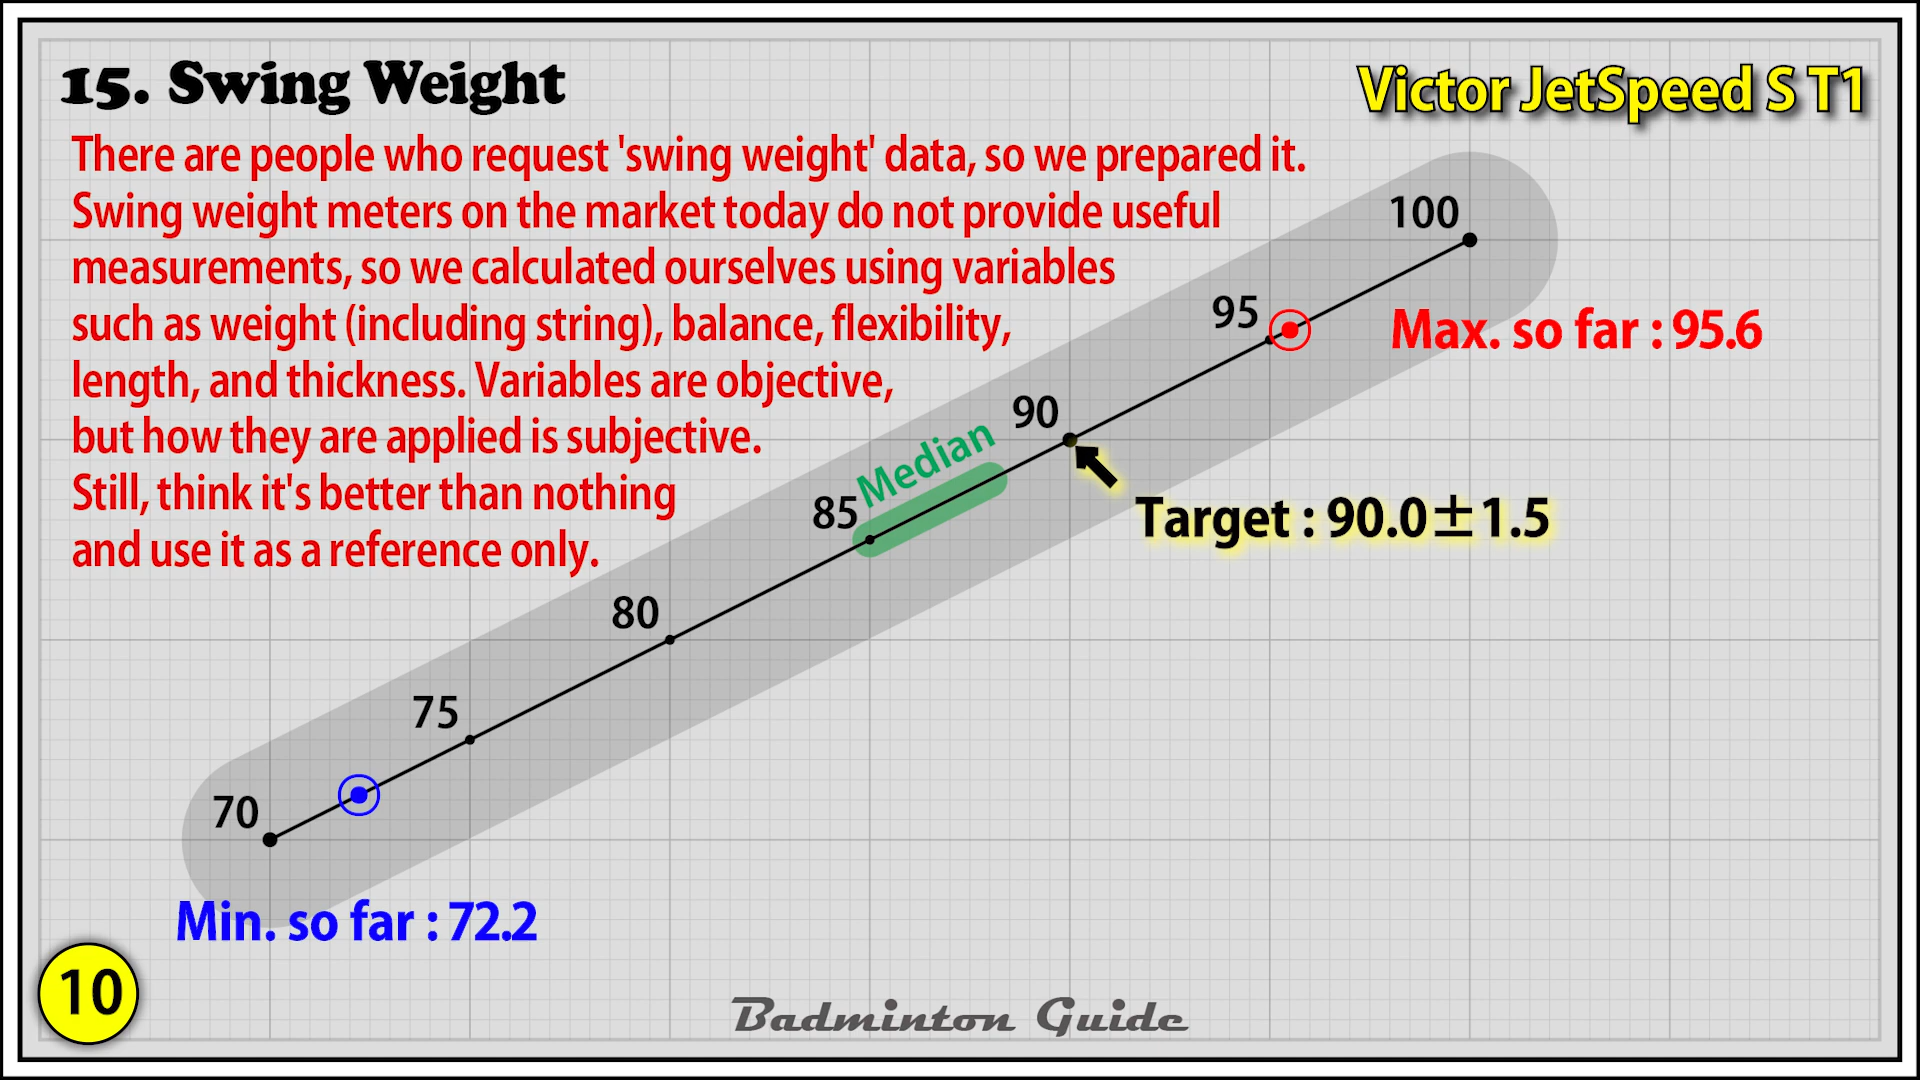 15. Swing Weight
Victor JetSpeed S T1
There are people who request 'swing weight' data, so we prepared it.
Swing weight meters on the market today do not provide useful
measurements, so we calculated ourselves using variables
such as weight (including string), balance, flexibility,
length, and thickness. Variables are objective,
but how they are applied is subjective.
Still, think it's better than nothing
and use it as a reference only.
100
95
Max. so far : 95.6
90
Median
85
Target : 90.0±1.5
80
75
70
Min. so far : 72.2
10
Badminton Guide